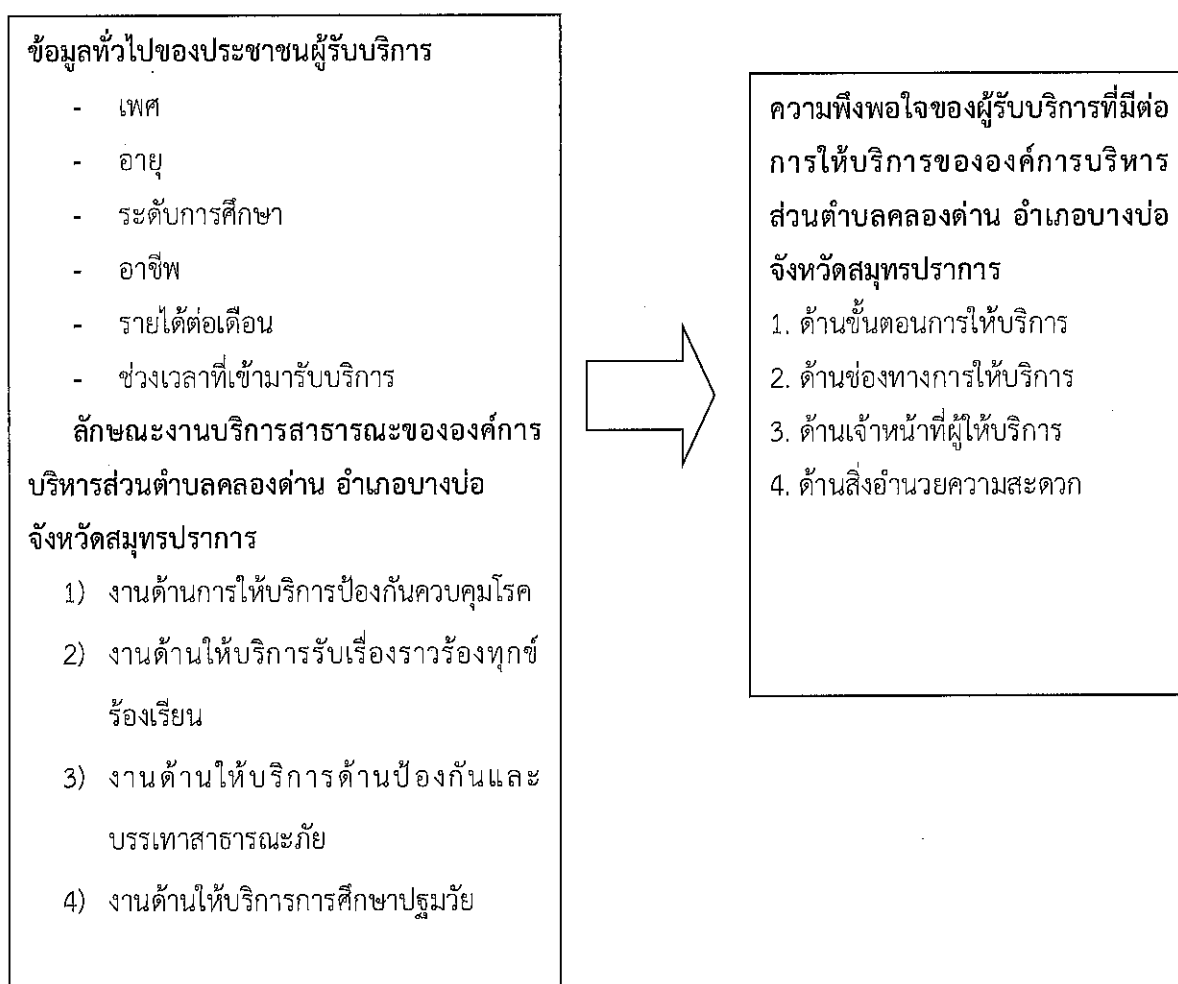 ข้อมูลทั่วไปของประชาชนผู้รับบริการ
- เพศ
- อายุ
- ระดับการศึกษา
- อาชีพ
- รายได้ต่อเดือน
- ช่วงเวลาที่เข้ามารับบริการ
ลักษณะงานบริการสาธารณะขององค์การ
บริหารส่วนตำบลคลองด่าน อำเภอบางบ่อ
จังหวัดสมุทรปราการ
1) งานด้านการให้บริการป้องกันควบคุมโรค
2) งานด้านให้บริการรับเรื่องราวร้องทุกข์
ร้องเรียน
3) งานด้านให้บริการด้านป้องกันและ
บรรเทาสาธารณะภัย
4) งานด้านให้บริการการศึกษาปฐมวัย
ความพึงพอใจของผู้รับบริการที่มีต่อ
การให้บริการขององค์การบริหาร
ส่วนตำบลคลองด่าน อำเภอบางบ่อ
จังหวัดสมุทรปราการ
1. ด้านขั้นตอนการให้บริการ
2. ด้านช่องทางการให้บริการ
3. ด้านเจ้าหน้าที่ผู้ให้บริการ
4. ด้านสิ่งอำนวยความสะดวก